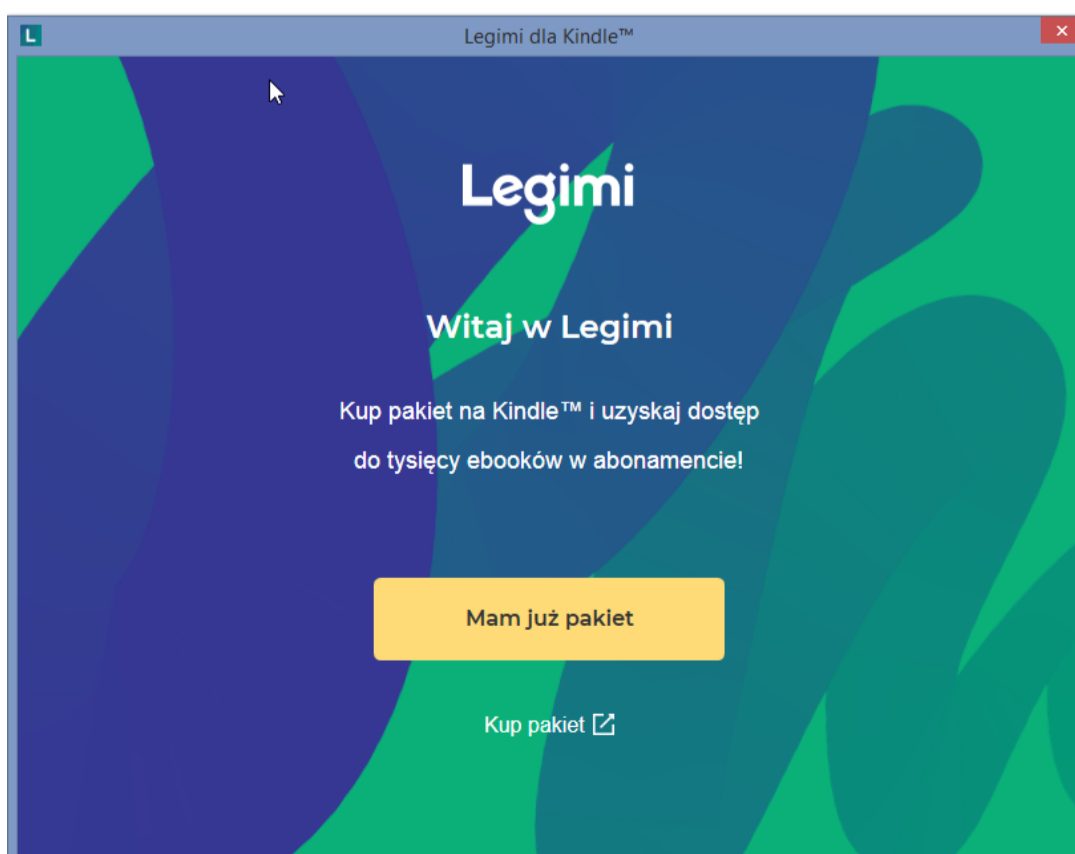 L
Legimi dla Kindle™
Legimi
Witaj w Legimi
Kup pakiet na Kindle™ i uzyskaj dostęp
do tysięcy ebooków w abonamencie!
Mam już pakiet
Kup pakiet